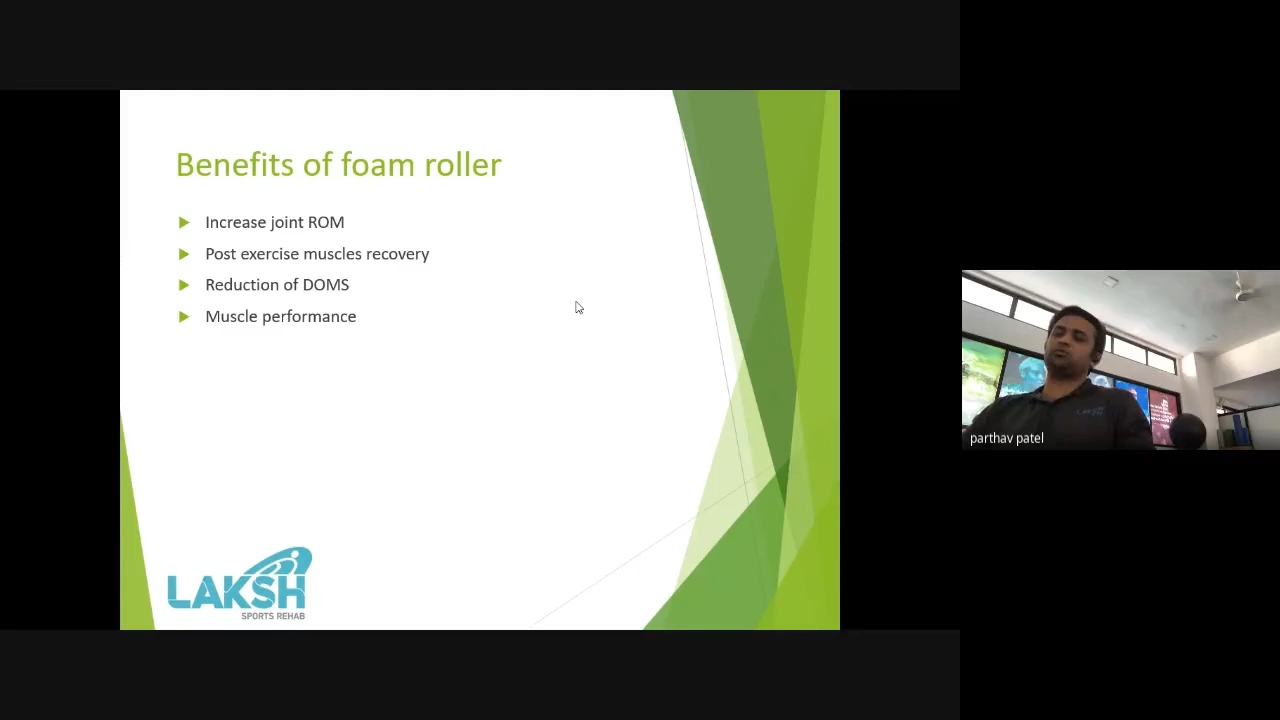 Benefits of foam roller
Increase joint ROM
Post exercise muscles recovery
Reduction of DOMS
Muscle performance
LAKSH
SPORTS REHAB
LAKSH
parthav patel